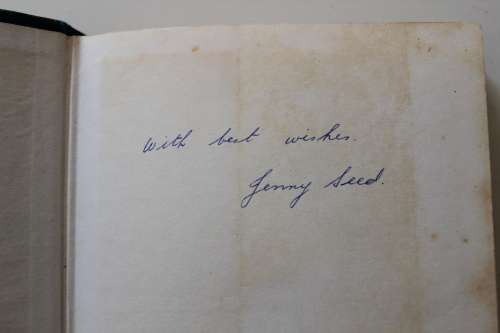 With best wishes.
Jenny Seed.